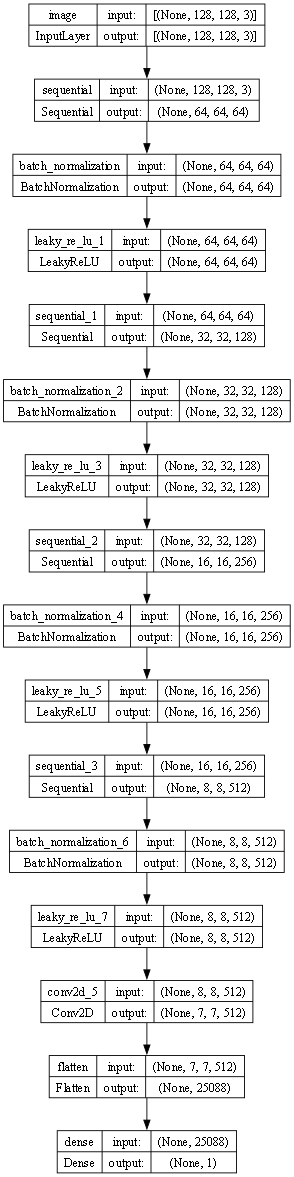 image input: [(None, 128, 128, 3)]
InputLayer output: [(None, 128, 128, 3)]
sequential input: (None, 128, 128, 3)
Sequential output: (None, 64, 64, 64)
batch_normalization input: (None, 64, 64, 64)
BatchNormalization output: (None, 64, 64, 64)
leaky_re_lu_1 input: (None, 64, 64, 64)
LeakyReLU output: (None, 64, 64, 64)
sequential_1 input: (None, 64, 64, 64)
Sequential output: (None, 32, 32, 128)
batch_normalization_2 input: (None, 32, 32, 128)
BatchNormalization output: (None, 32, 32, 128)
leaky_re_lu_3 input: (None, 32, 32, 128)
LeakyReLU output: (None, 32, 32, 128)
sequential_2 input: (None, 32, 32, 128)
Sequential output: (None, 16, 16, 256)
batch_normalization_4 input: (None, 16, 16, 256)
BatchNormalization output: (None, 16, 16, 256)
leaky_re_lu_5 input: (None, 16, 16, 256)
LeakyReLU output: (None, 16, 16, 256)
sequential_3 input: (None, 16, 16, 256)
Sequential output: (None, 8, 8, 512)
batch_normalization_6 input: (None, 8, 8, 512)
BatchNormalization output: (None, 8, 8, 512)
leaky_re_lu_7 input: (None, 8, 8, 512)
LeakyReLU output: (None, 8, 8, 512)
conv2d_5 input: (None, 8, 8, 512)
Conv2D output: (None, 7, 7, 512)
flatten input: (None, 7, 7, 512)
Flatten output: (None, 25088)
dense input: (None, 25088)
Dense output: (None, 1)